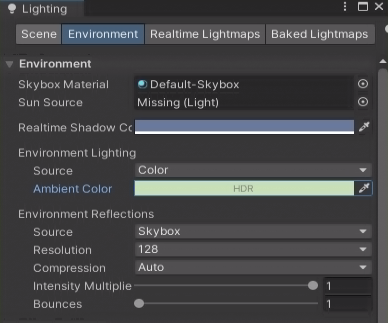 Lighting
Scene Environment Realtime Lightmaps Baked Lightmaps
Environment
Skybox Material Default-Skybox
Sun Source Missing (Light)
Realtime Shadow Cc
Environment Lighting
Source Color
Ambient Color HDR
Environment Reflections
Source Skybox
Resolution 128
Compression Auto
Intensity Multiplie 1
Bounces 1